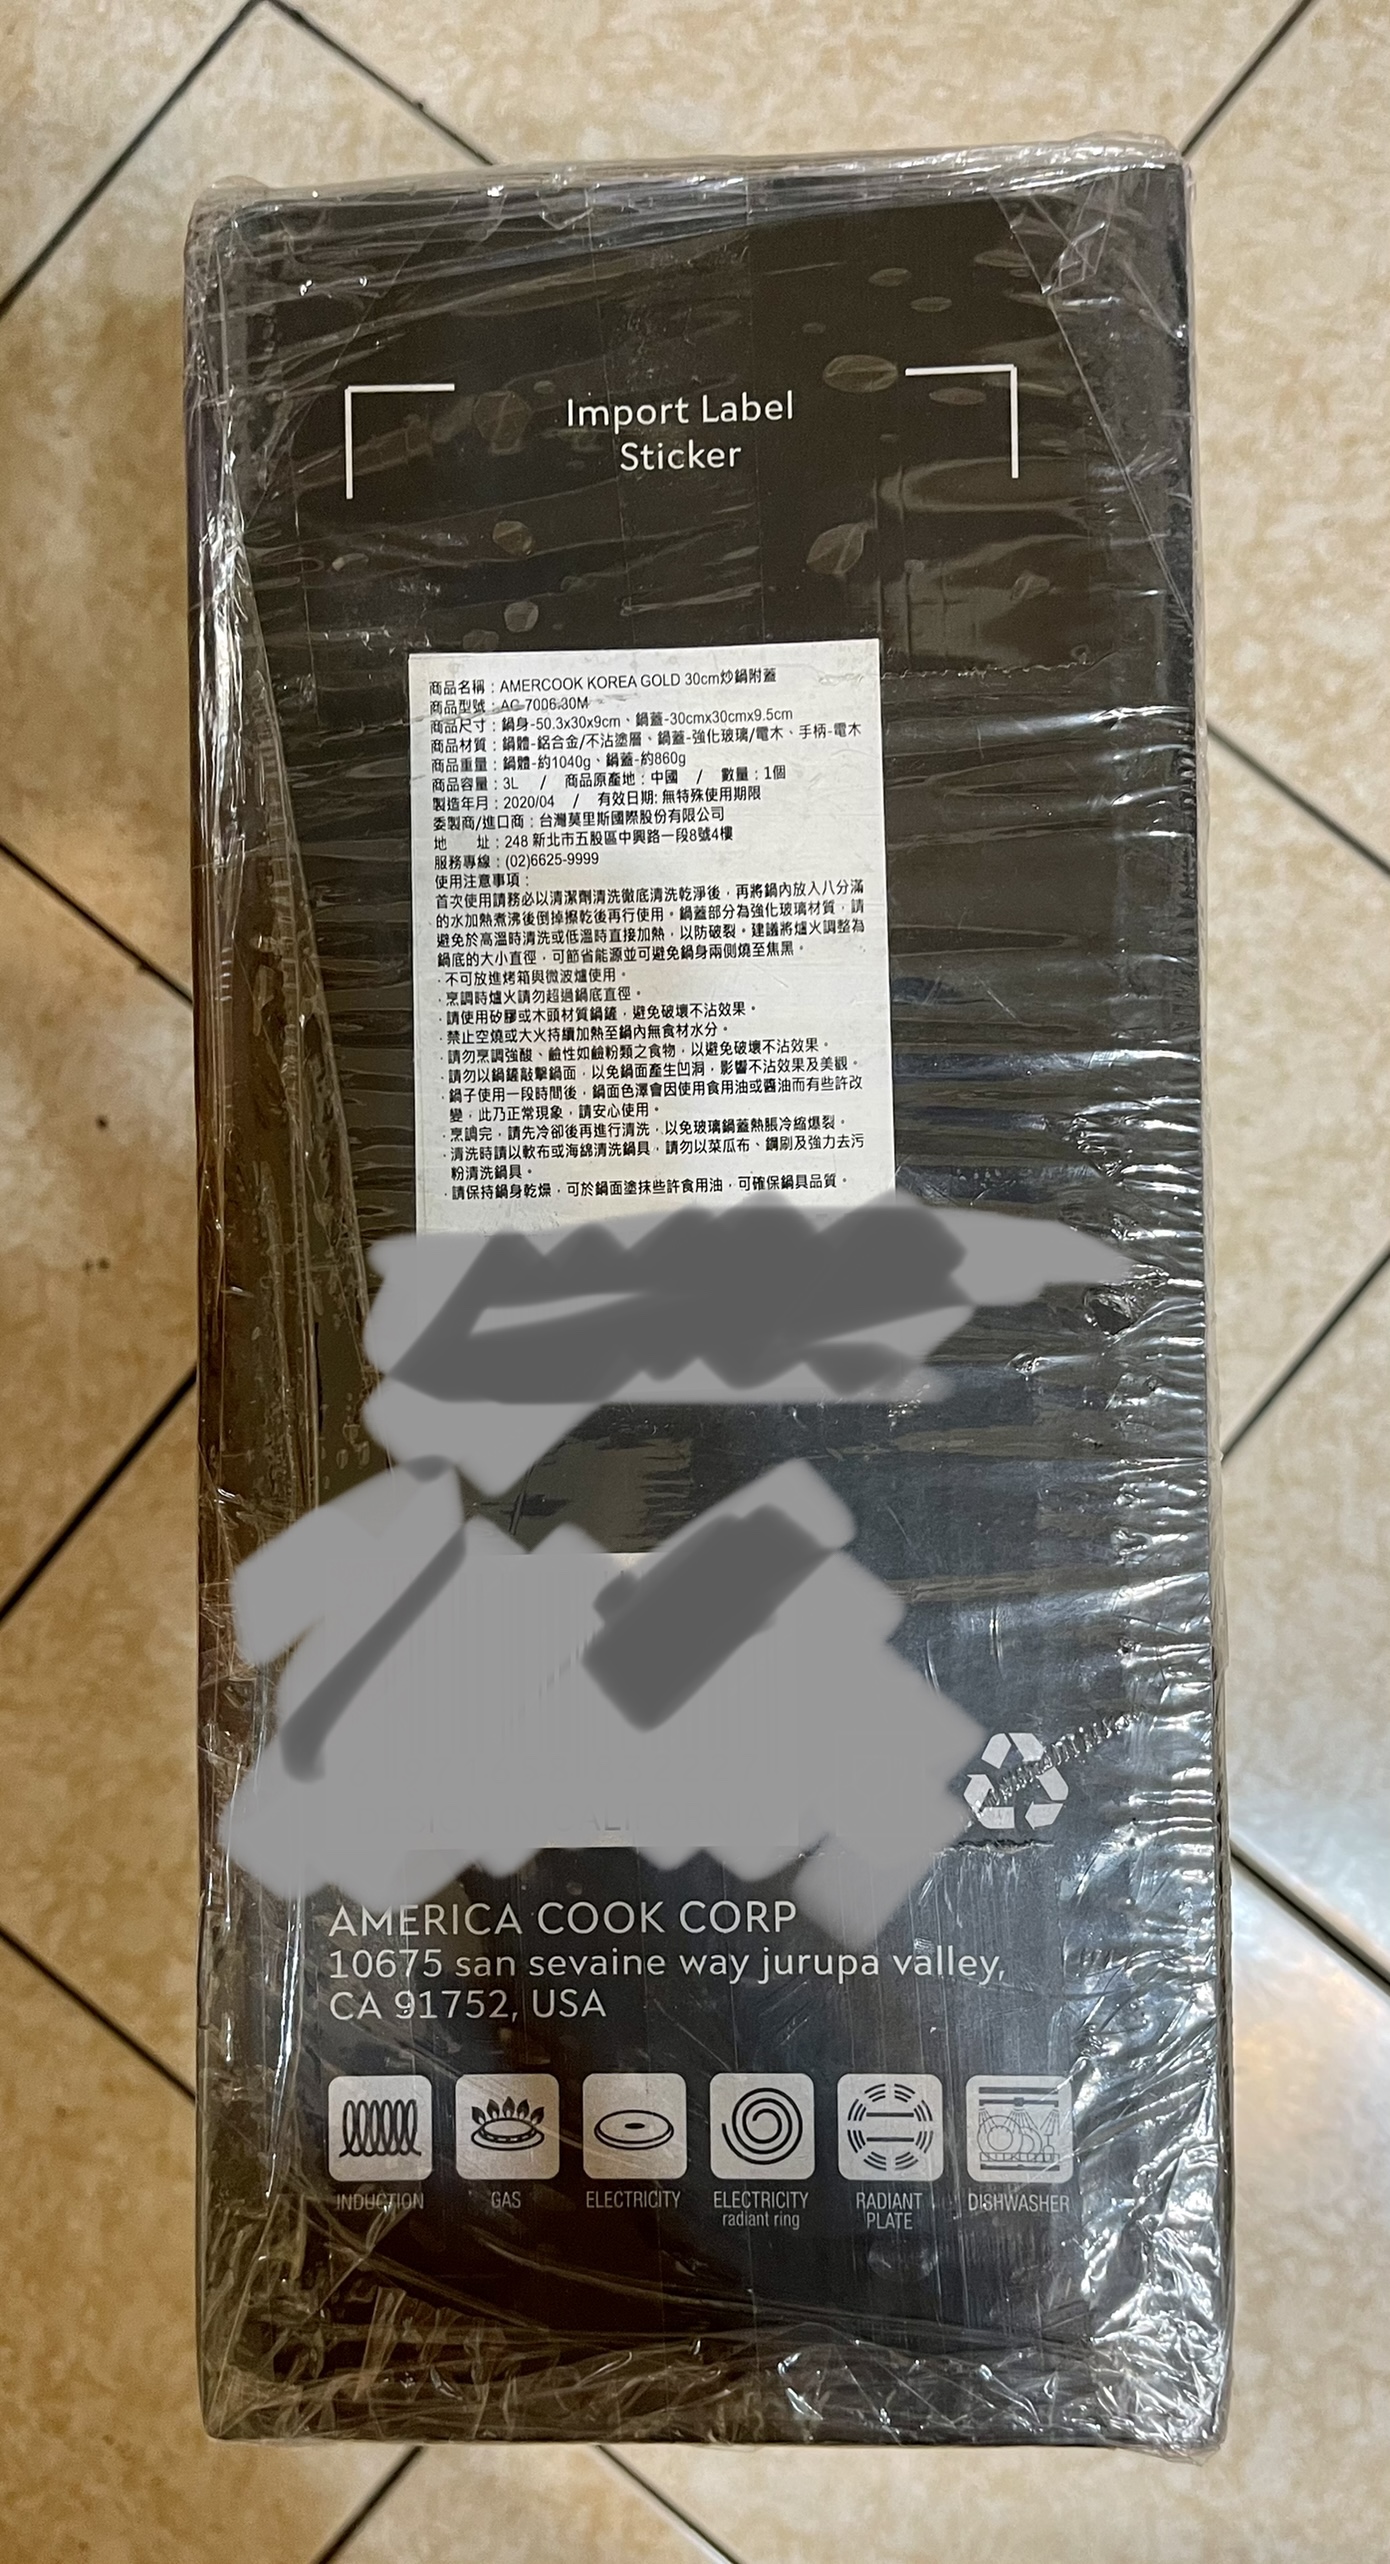 Import Label
Sticker
商品名稱：AMERCOOK KOREA GOLD 30cm炒鍋附蓋
商品型號：AC-7006.30M
商品尺寸：鍋身-50.3x30x9cm、鍋蓋-30cmx30cmx9.5cm
商品材質：鍋體-鋁合金/不沾塗層、鍋蓋-強化玻璃/電木、手柄-電木
商品重量：鍋體-約1040g、鍋蓋-約860g
商品容量：3L / 商品原產地：中國 / 數量：1個
製造年月：2020/04 / 有效日期: 無特殊使用期限
委製商/進口商：台灣莫里斯國際股份有限公司
地 址：248 新北市五股區中興路一段8號4樓
服務專線：(02)6625-9999
使用注意事項：
首次使用請務必以清潔劑清洗徹底清洗乾淨後，再將鍋內放入八分滿
的水加熱煮沸後倒掉擦乾後再行使用。鍋蓋部分為強化玻璃材質，請
避免於高溫時清洗或低溫時直接加熱，以防破裂。建議將爐火調整為
鍋底的大小直徑，可節省能源並可避免鍋身兩側燒至焦黑。
·不可放進烤箱與微波爐使用。
·烹調時爐火請勿超過鍋底直徑。
·請使用矽膠或木頭材質鍋鏟，避免破壞不沾效果。
·禁止空燒或大火持續加熱至鍋內無食材水分。
·請勿烹調強酸、鹼性如鹼粉類之食物，以避免破壞不沾效果。
·請勿以鍋鏟敲擊鍋面，以免鍋面產生凹洞，影響不沾效果及美觀。
·鍋子使用一段時間後，鍋面色澤會因使用食用油或醬油而有些許改
變，此乃正常現象，請安心使用。
·烹調完，請先冷卻後再進行清洗，以免玻璃鍋蓋熱脹冷縮爆裂。
·清洗時請以軟布或海綿清洗鍋具，請勿以菜瓜布、鋼刷及強力去污
粉清洗鍋具。
·請保持鍋身乾燥，可於鍋面塗抹些許食用油，可確保鍋具品質。
AMERICA COOK CORP
10675 san sevaine way jurupa valley,
CA 91752, USA
INDUCTION
GAS
ELECTRICITY
ELECTRICITY
radiant ring
RADIANT
PLATE
DISHWASHER